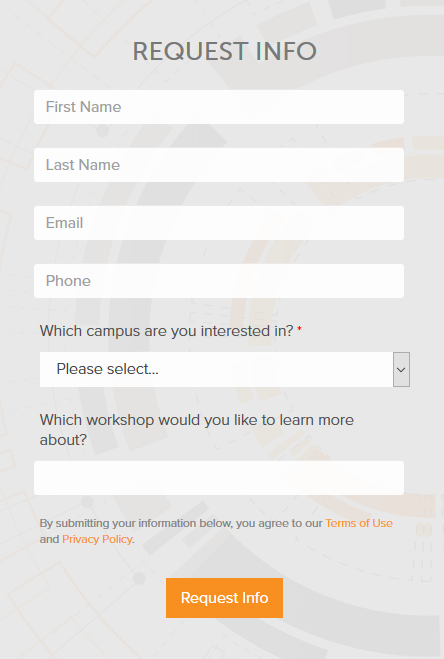 REQUEST INFO
First Name
Last Name
Email
Phone
Which campus are you interested in? *
Please select...
Which workshop would you like to learn more
about?
By submitting your information below, you agree to our Terms of Use
and Privacy Policy.
Request Info